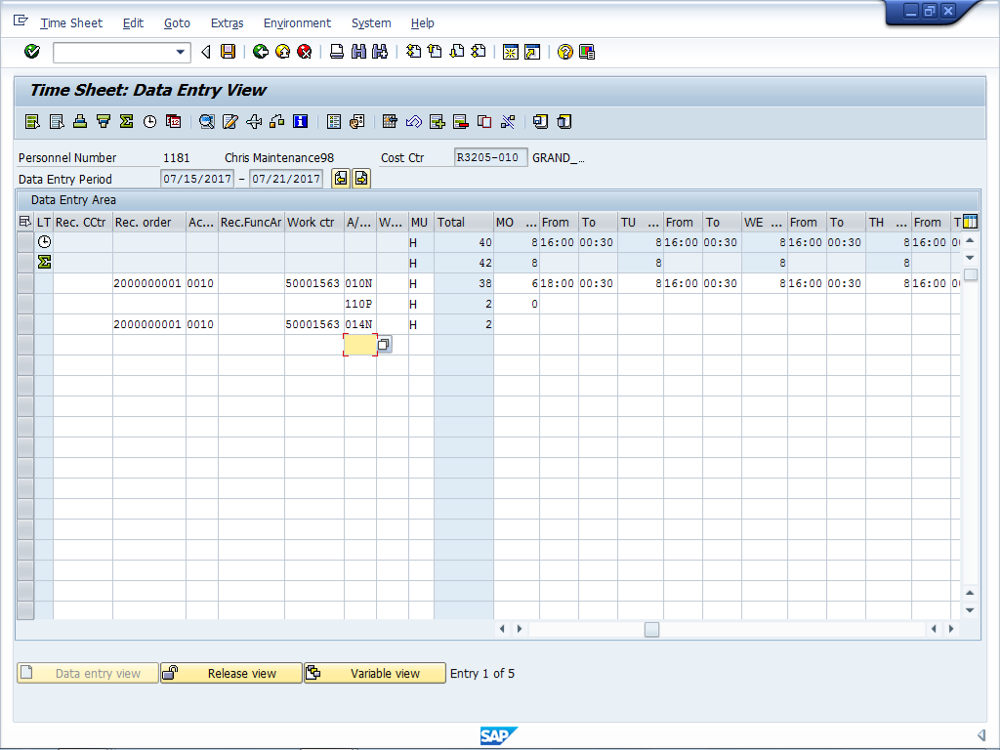 Time Sheet Edit Goto Extras Environment System Help
Time Sheet: Data Entry View
Personnel Number 1181 Chris Maintenance98 Cost Ctr R3205-010 GRAND_...
Data Entry Period 07/15/2017 - 07/21/2017
Data Entry Area
LT Rec. CCtr Rec. order Ac... Rec.FuncAr Work ctr A/... W... MU Total MO ... From To TU ... From To WE ... From To TH ... From T
H 40 8 16:00 00:30 8 16:00 00:30 8 16:00 00:30 8 16:00 00
H 42 8 8 8 8
2000000001 0010 50001563 010N H 38 6 18:00 00:30 8 16:00 00:30 8 16:00 00:30 8 16:00 00
110P H 2 0
2000000001 0010 50001563 014N H 2
Data entry view Release view Variable view Entry 1 of 5
SAP